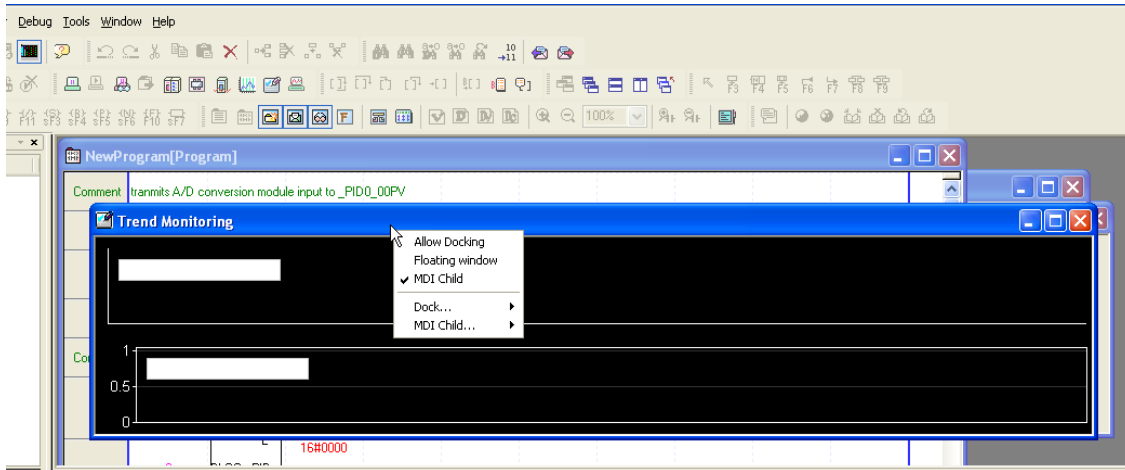 Debug Tools Window Help
100%
NewProgram[Program]
Comment tranmits A/D conversion module input to _PID0_00PV
Trend Monitoring
Allow Docking
Floating window
MDI Child
Dock...
MDI Child...
1
0.5
0
16#0000